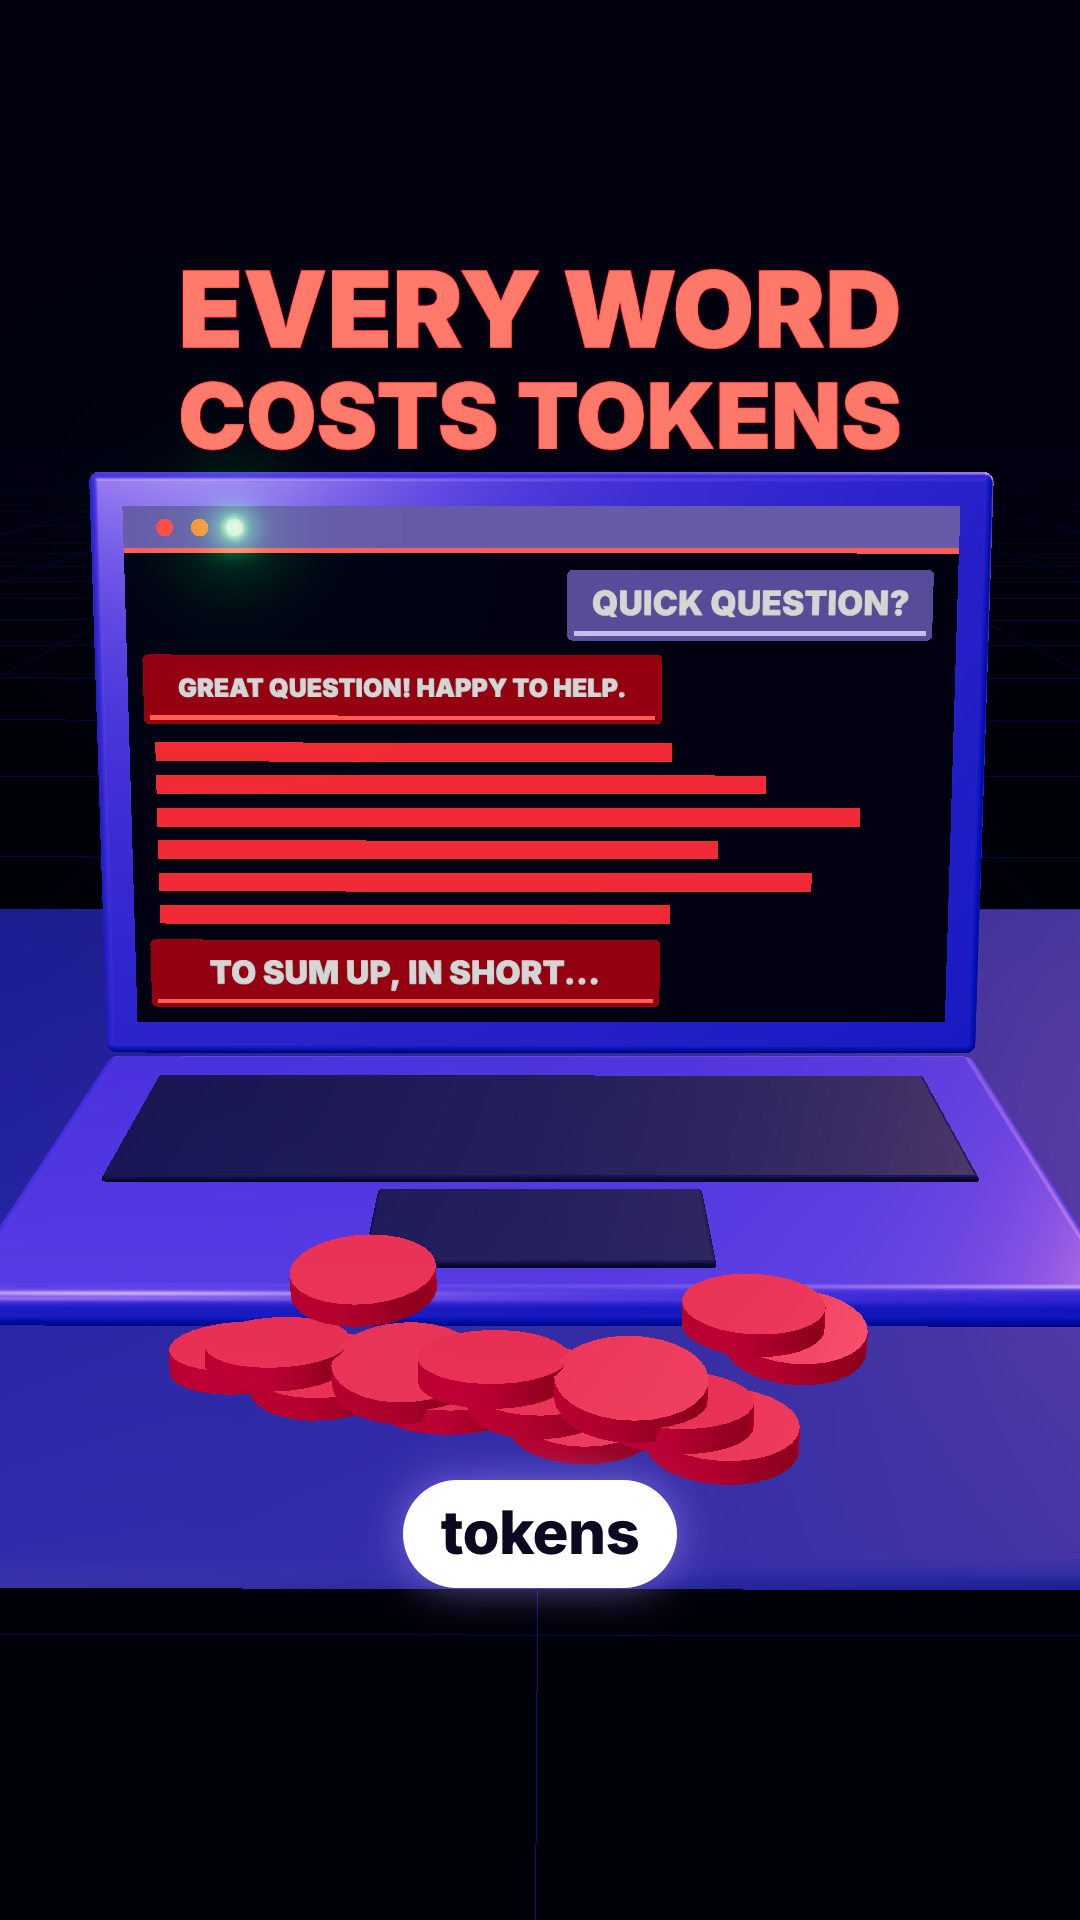 EVERY WORD
COSTS TOKENS
QUICK QUESTION?
GREAT QUESTION! HAPPY TO HELP.
TO SUM UP, IN SHORT...
tokens